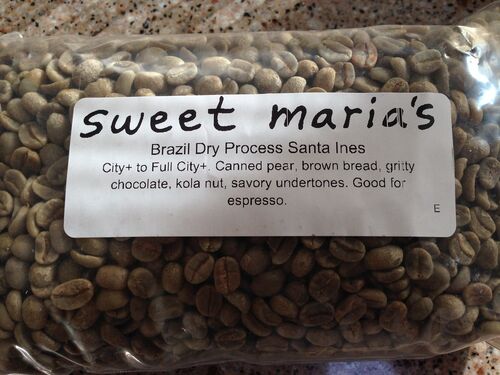 sweet maria's
Brazil Dry Process Santa Ines
City+ to Full City+. Canned pear, brown bread, gritty
chocolate, kola nut, savory undertones. Good for
espresso.
E